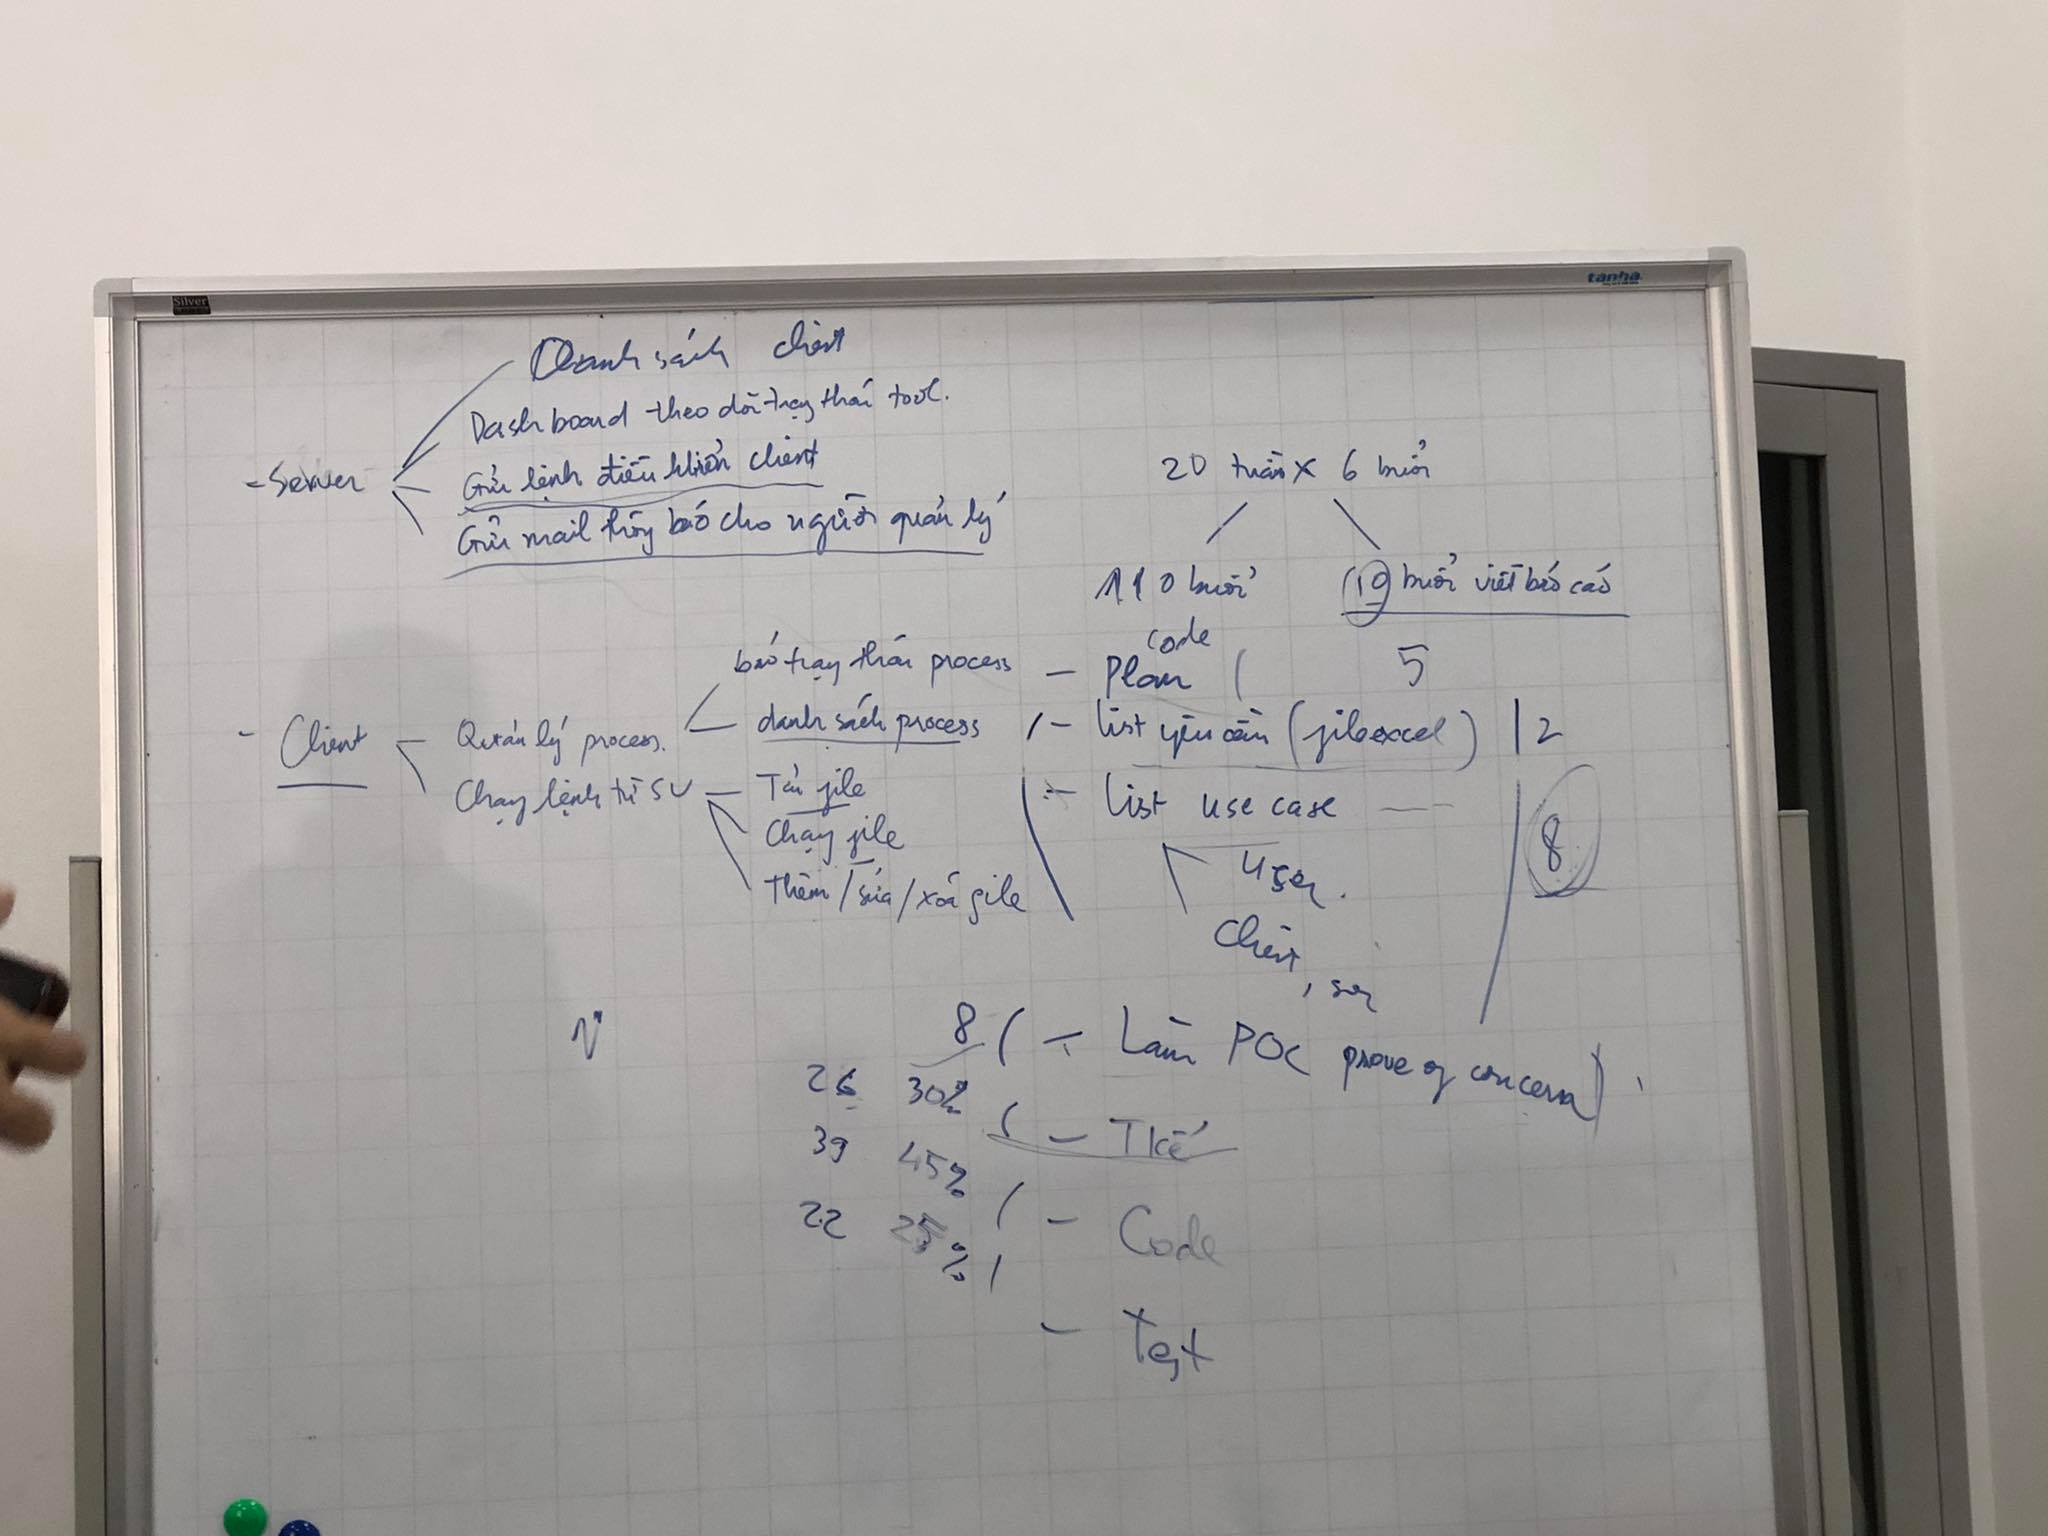 Silver
tanha
Danh sách client
Dashboard theo dõi trạng thái tool.
- Server
Gửi lệnh điều khiển client
Gửi mail thông báo cho người quản lý
20 tuần x 6 buổi
110 buổi
10 buổi viết báo cáo
code
báo trạng thái process
- Plan
5
- Client
- Quản lý process.
danh sách process
- list yêu cầu (file excel)
2
Chạy lệnh từ SV
Tải file
- list use case
8
Chạy file
User.
Thêm/sửa/xoá file
Client, ser
8
- Làm POC prove of concern
26 30%
- Tkế
39 45%
- Code
22 25%
- Test